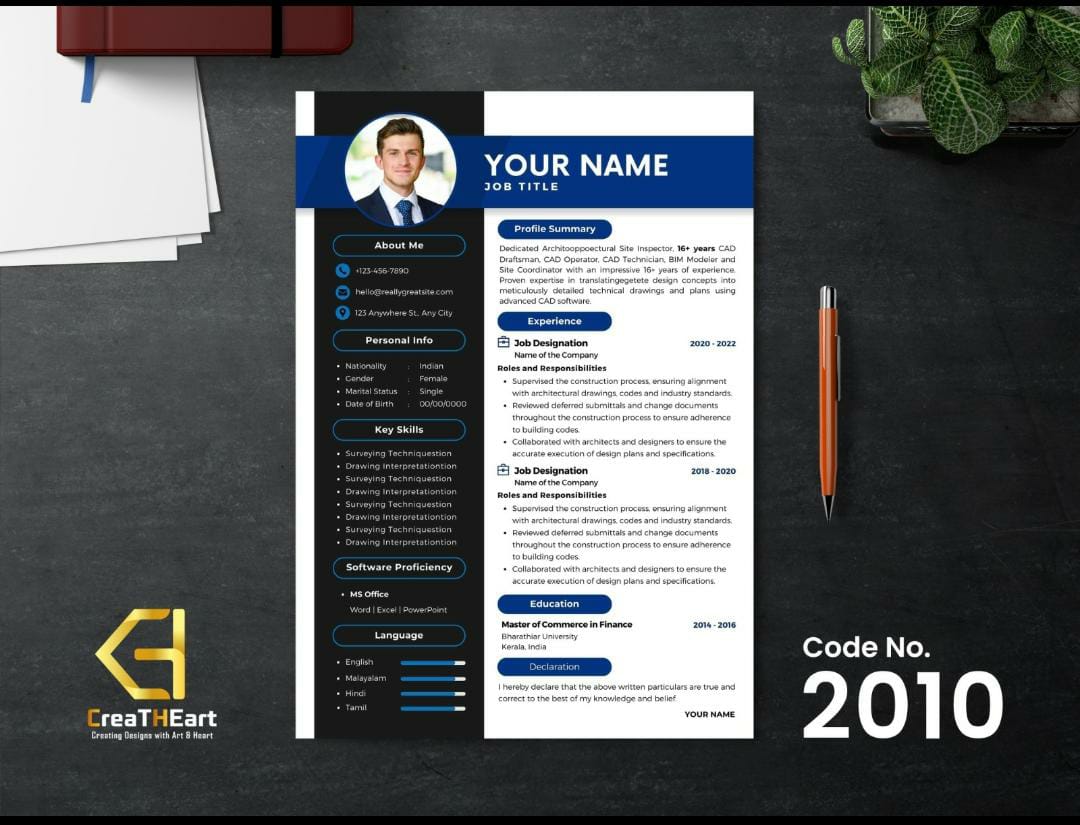 YOUR NAME
JOB TITLE
About Me
+123-456-7890
hello@reallygreatsite.com
123 Anywhere St., Any City
Personal Info
• Nationality : Indian
• Gender : Female
• Marital Status : Single
• Date of Birth : 00/00/0000
Key Skills
• Surveying Techniquestion
• Drawing Interpretationtion
• Surveying Techniquestion
• Drawing Interpretationtion
• Surveying Techniquestion
• Drawing Interpretationtion
• Surveying Techniquestion
• Drawing Interpretationtion
Software Proficiency
• MS Office
Word | Excel | PowerPoint
Language
• English
• Malayalam
• Hindi
• Tamil
Profile Summary
Dedicated Architooppoectural Site Inspector, 16+ years CAD
Draftsman, CAD Operator, CAD Technician, BIM Modeler and
Site Coordinator with an impressive 16+ years of experience.
Proven expertise in translatingegetete design concepts into
meticulously detailed technical drawings and plans using
advanced CAD software.
Experience
Job Designation 2020 - 2022
Name of the Company
Roles and Responsibilities
• Supervised the construction process, ensuring alignment
with architectural drawings, codes and industry standards.
• Reviewed deferred submittals and change documents
throughout the construction process to ensure adherence
to building codes.
• Collaborated with architects and designers to ensure the
accurate execution of design plans and specifications.
Job Designation 2018 - 2020
Name of the Company
Roles and Responsibilities
• Supervised the construction process, ensuring alignment
with architectural drawings, codes and industry standards.
• Reviewed deferred submittals and change documents
throughout the construction process to ensure adherence
to building codes.
• Collaborated with architects and designers to ensure the
accurate execution of design plans and specifications.
Education
Master of Commerce in Finance 2014 - 2016
Bharathiar University
Kerala, India
Declaration
I hereby declare that the above written particulars are true and
correct to the best of my knowledge and belief.
YOUR NAME
CreaTHEart
Creating Designs with Art & Heart
Code No.
2010